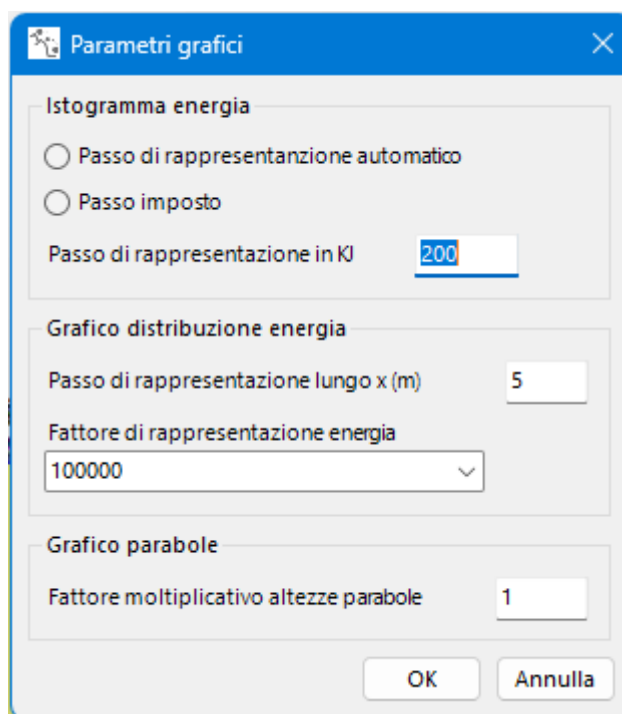 Parametri grafici
Istogramma energia
Passo di rappresentanzione automatico
Passo imposto
Passo di rappresentazione in KJ 200
Grafico distribuzione energia
Passo di rappresentazione lungo x (m) 5
Fattore di rappresentazione energia
100000
Grafico parabole
Fattore moltiplicativo altezze parabole 1
OK Annulla